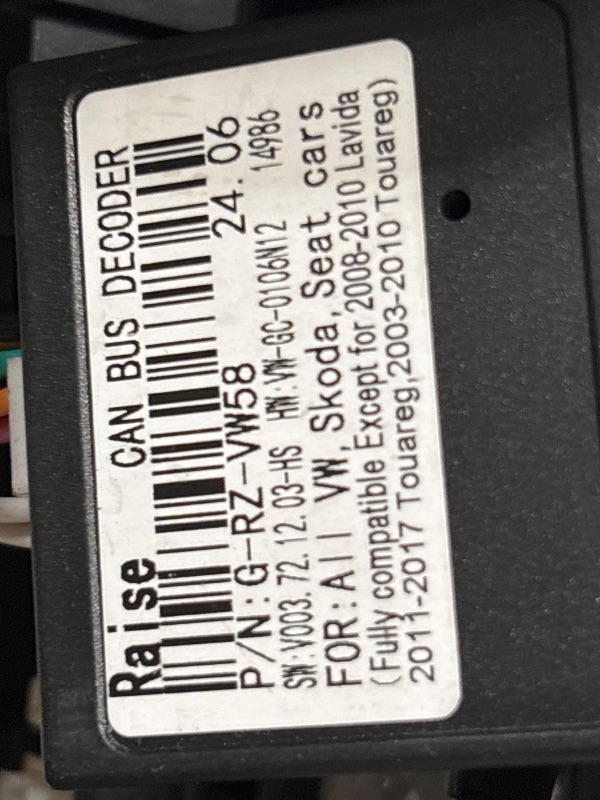 Raise CAN BUS DECODER
P/N:G-RZ-VW58 24.06
SW:V003.72.12.03-HS HW:VW-GC-0106N12 14986
FOR:All VW,Skoda,Seat cars
(Fully compatible Except for 2008-2010 Lavida
2011-2017 Touareg,2003-2010 Touareg)